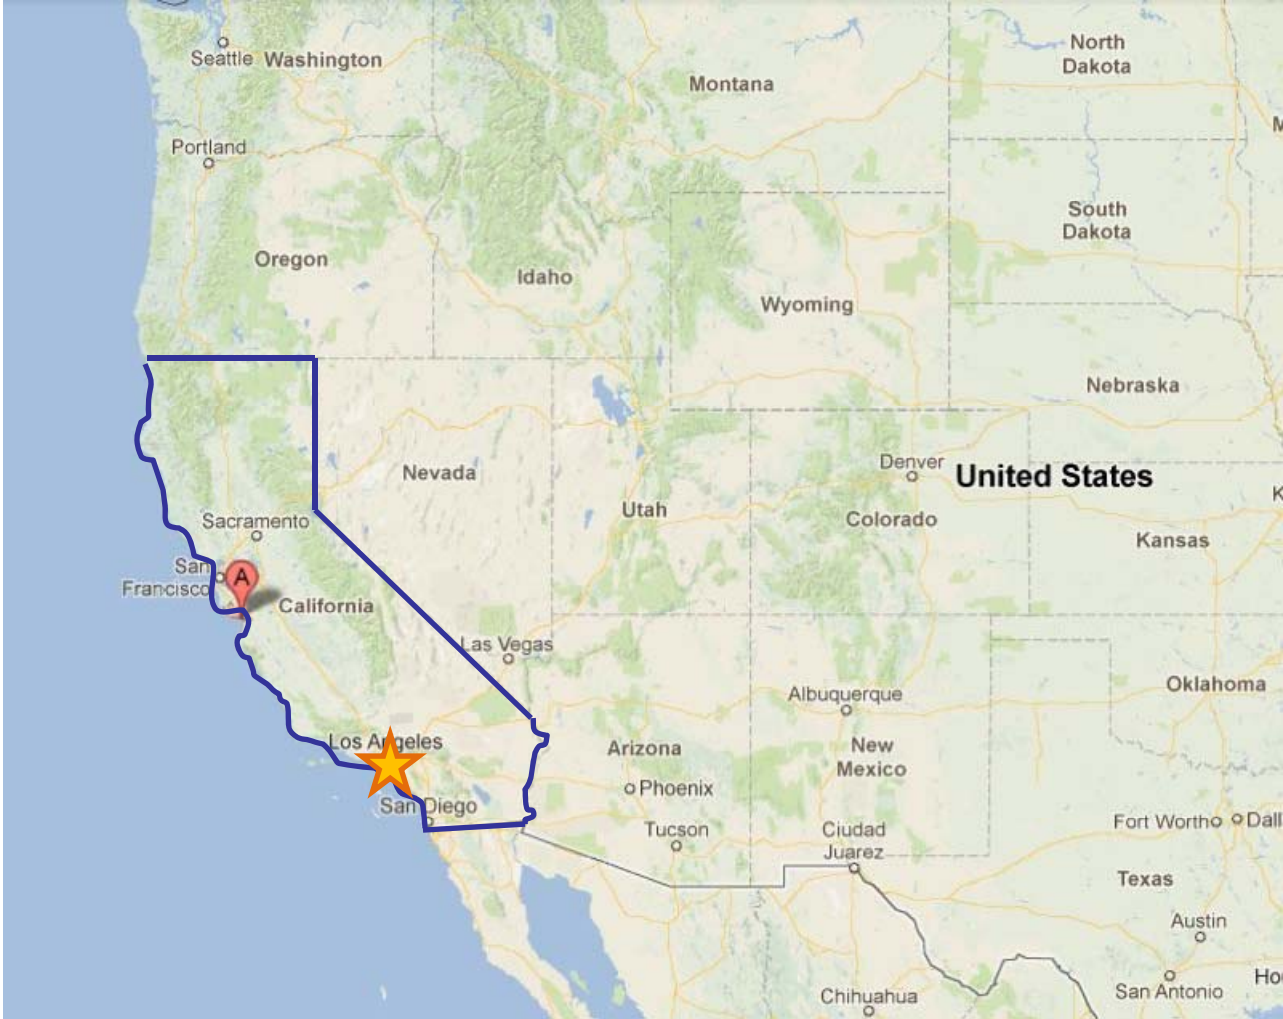 Seattle
Washington
Montana
North
Dakota
Portland
South
Dakota
Oregon
Idaho
Wyoming
Nebraska
Nevada
Denver
United States
Utah
Colorado
Kansas
Sacramento
San
Francisco
A
California
Las Vegas
Albuquerque
Oklahoma
Los Angeles
Arizona
New
Mexico
Phoenix
San Diego
Tucson
Ciudad
Juarez
Fort Worth
Dall
Texas
Austin
San Antonio
Ho
Chihuahua
M
K